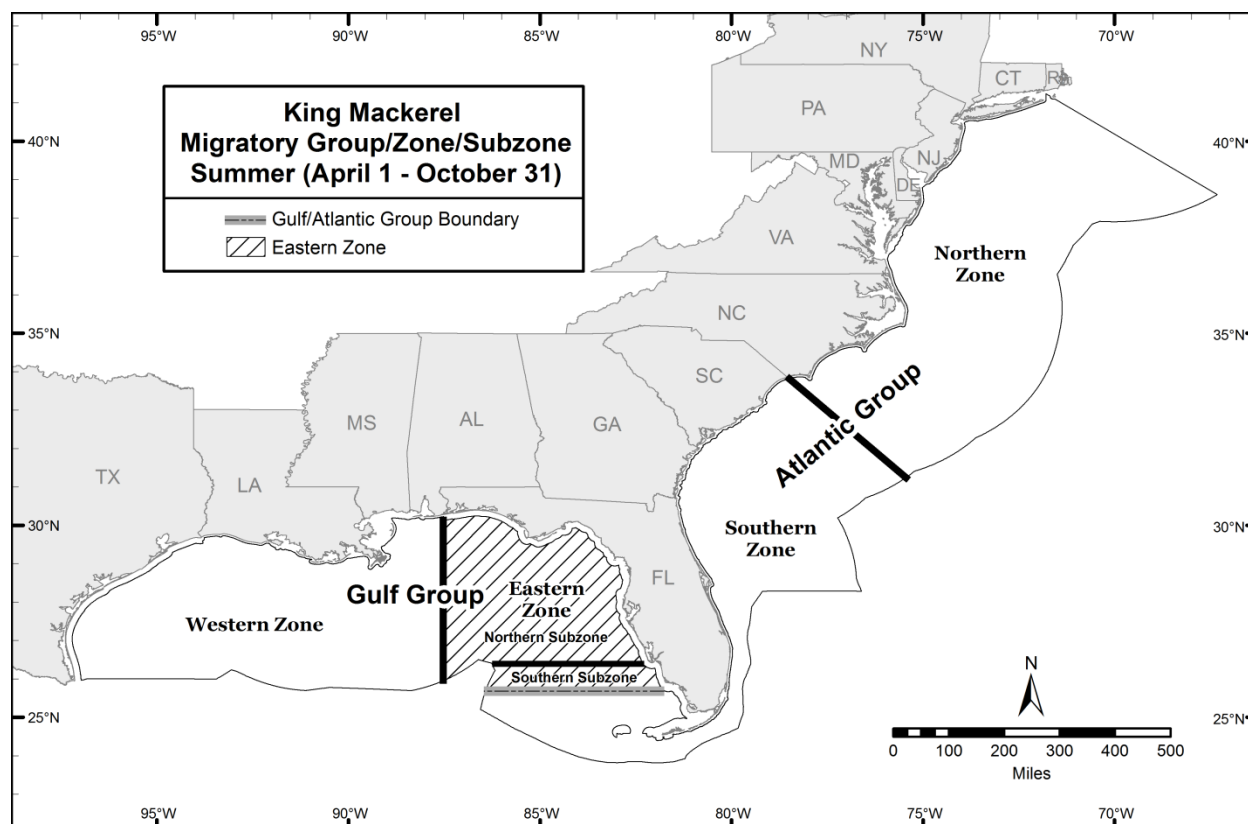 95°W 90°W 85°W 80°W 75°W 70°W
King Mackerel
Migratory Group/Zone/Subzone
Summer (April 1 - October 31)
Gulf/Atlantic Group Boundary
Eastern Zone
NY
CT
RI
PA
40°N
40°N
MD
NJ
DE
VA
Northern
Zone
NC
35°N
35°N
SC
Atlantic Group
MS
AL
GA
TX
LA
30°N
30°N
Southern
Zone
FL
Gulf Group
Eastern
Zone
Western Zone
Northern Subzone
Southern Subzone
N
25°N
25°N
0 100 200 300 400 500
Miles
95°W 90°W 85°W 80°W 75°W 70°W